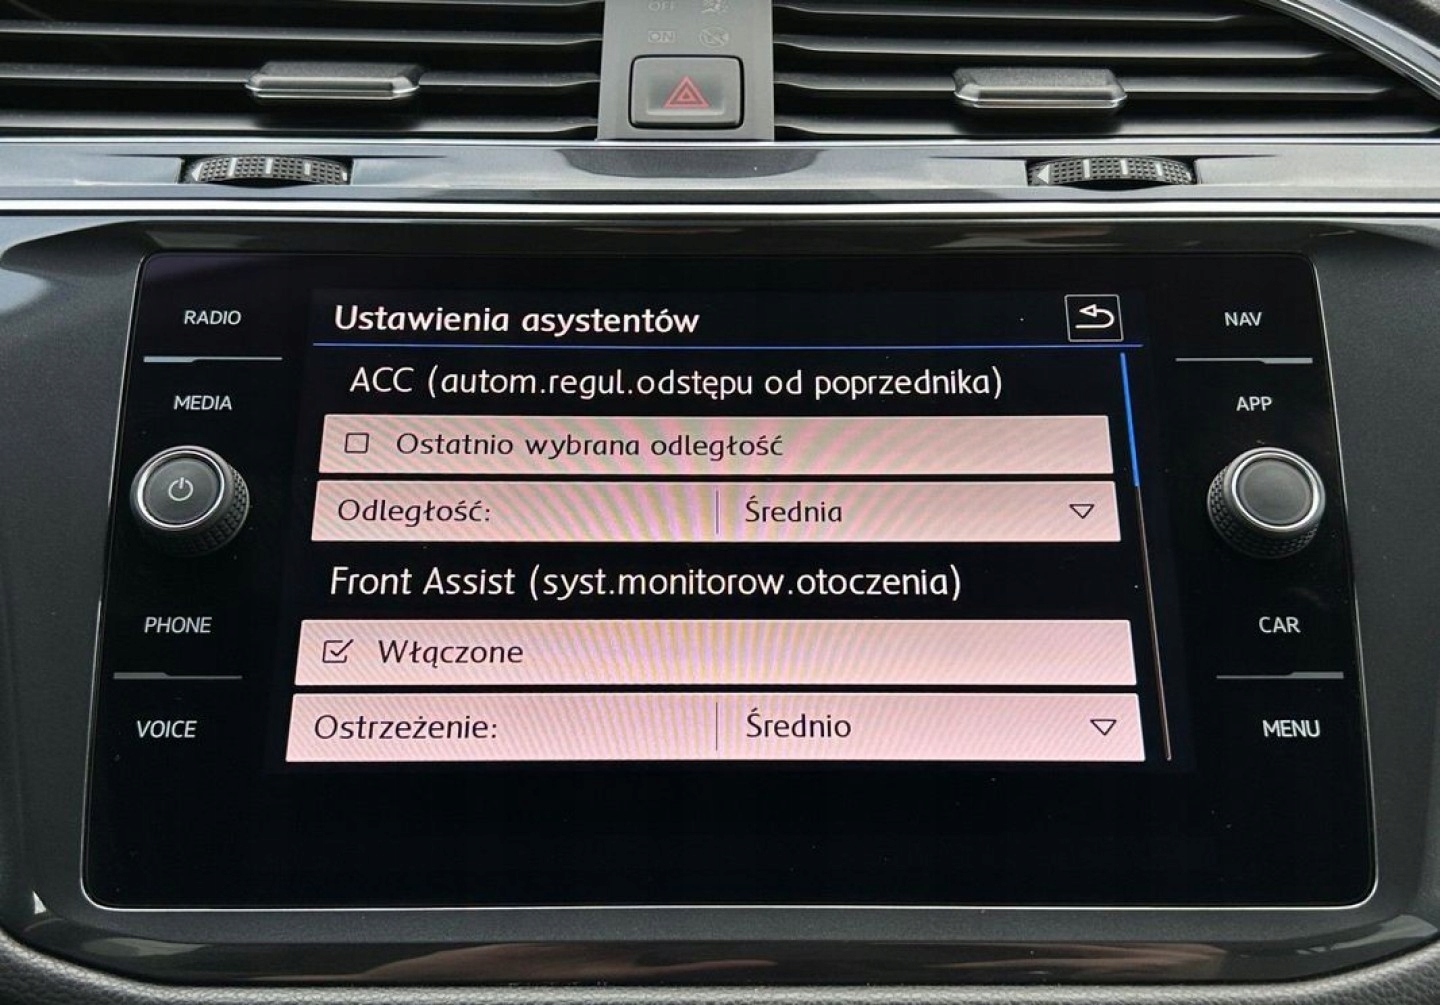 OFF
ON
RADIO
MEDIA
PHONE
VOICE
Ustawienia asystentów
ACC (autom.regul.odstępu od poprzednika)
Ostatnio wybrana odległość
Odległość: Średnia
Front Assist (syst.monitorow.otoczenia)
Włączone
Ostrzeżenie: Średnio
NAV
APP
CAR
MENU